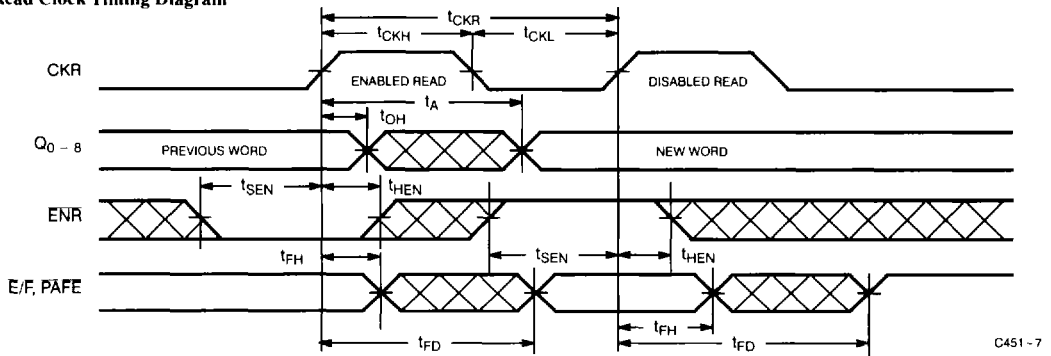 Read Clock Timing Diagram
tCKR
tCKH
tCKL
CKR
ENABLED READ
DISABLED READ
tA
tOH
Q0 – 8
PREVIOUS WORD
NEW WORD
tSEN
tHEN
ENR
tFH
tSEN
tHEN
E/F, PAFE
tFH
tFD
tFD
C451–7